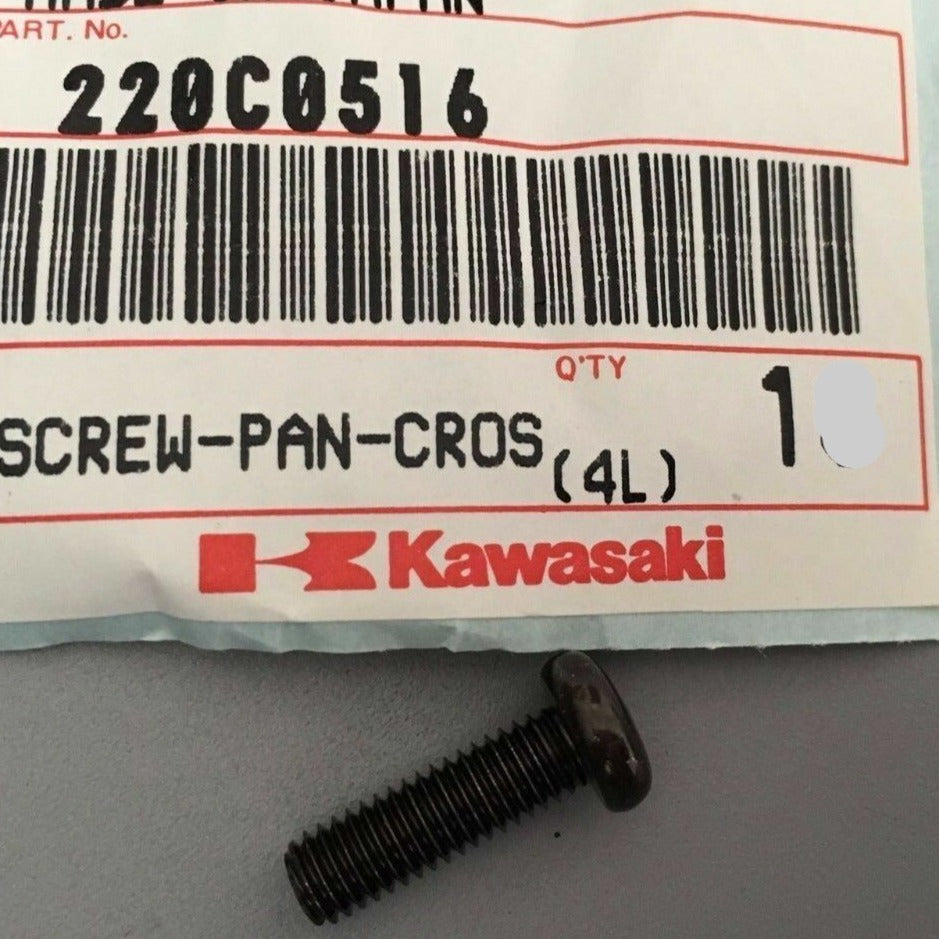 PART. No.
220C0516
Q'TY
1
SCREW-PAN-CROS
(4L)
Kawasaki